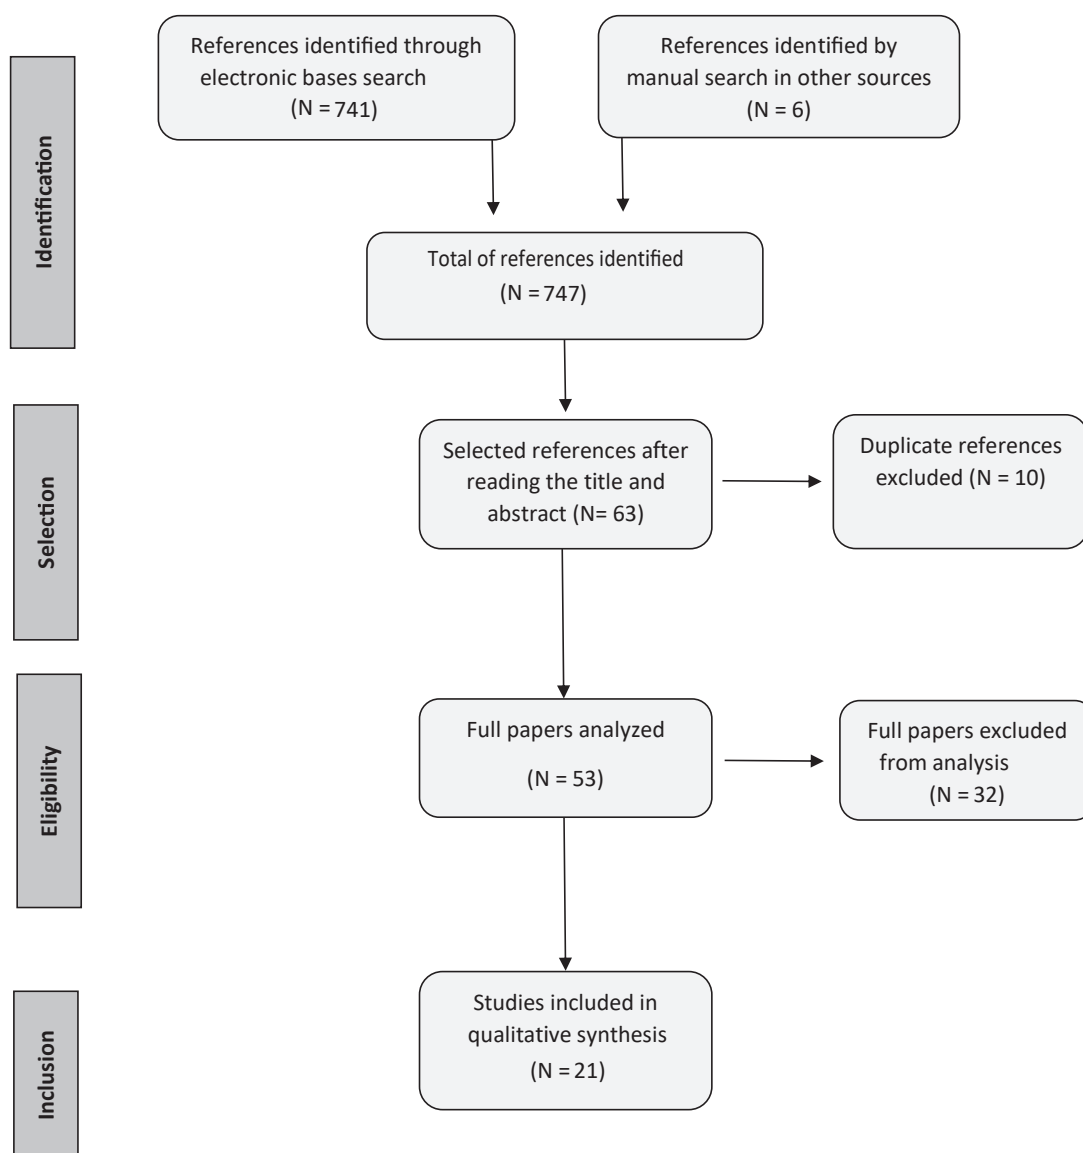 References identified through
electronic bases search
(N = 741)
References identified by
manual search in other sources
(N = 6)
Identification
Total of references identified
(N = 747)
Selection
Selected references after
reading the title and
abstract (N= 63)
Duplicate references
excluded (N = 10)
Eligibility
Full papers analyzed
(N = 53)
Full papers excluded
from analysis
(N = 32)
Inclusion
Studies included in
qualitative synthesis
(N = 21)